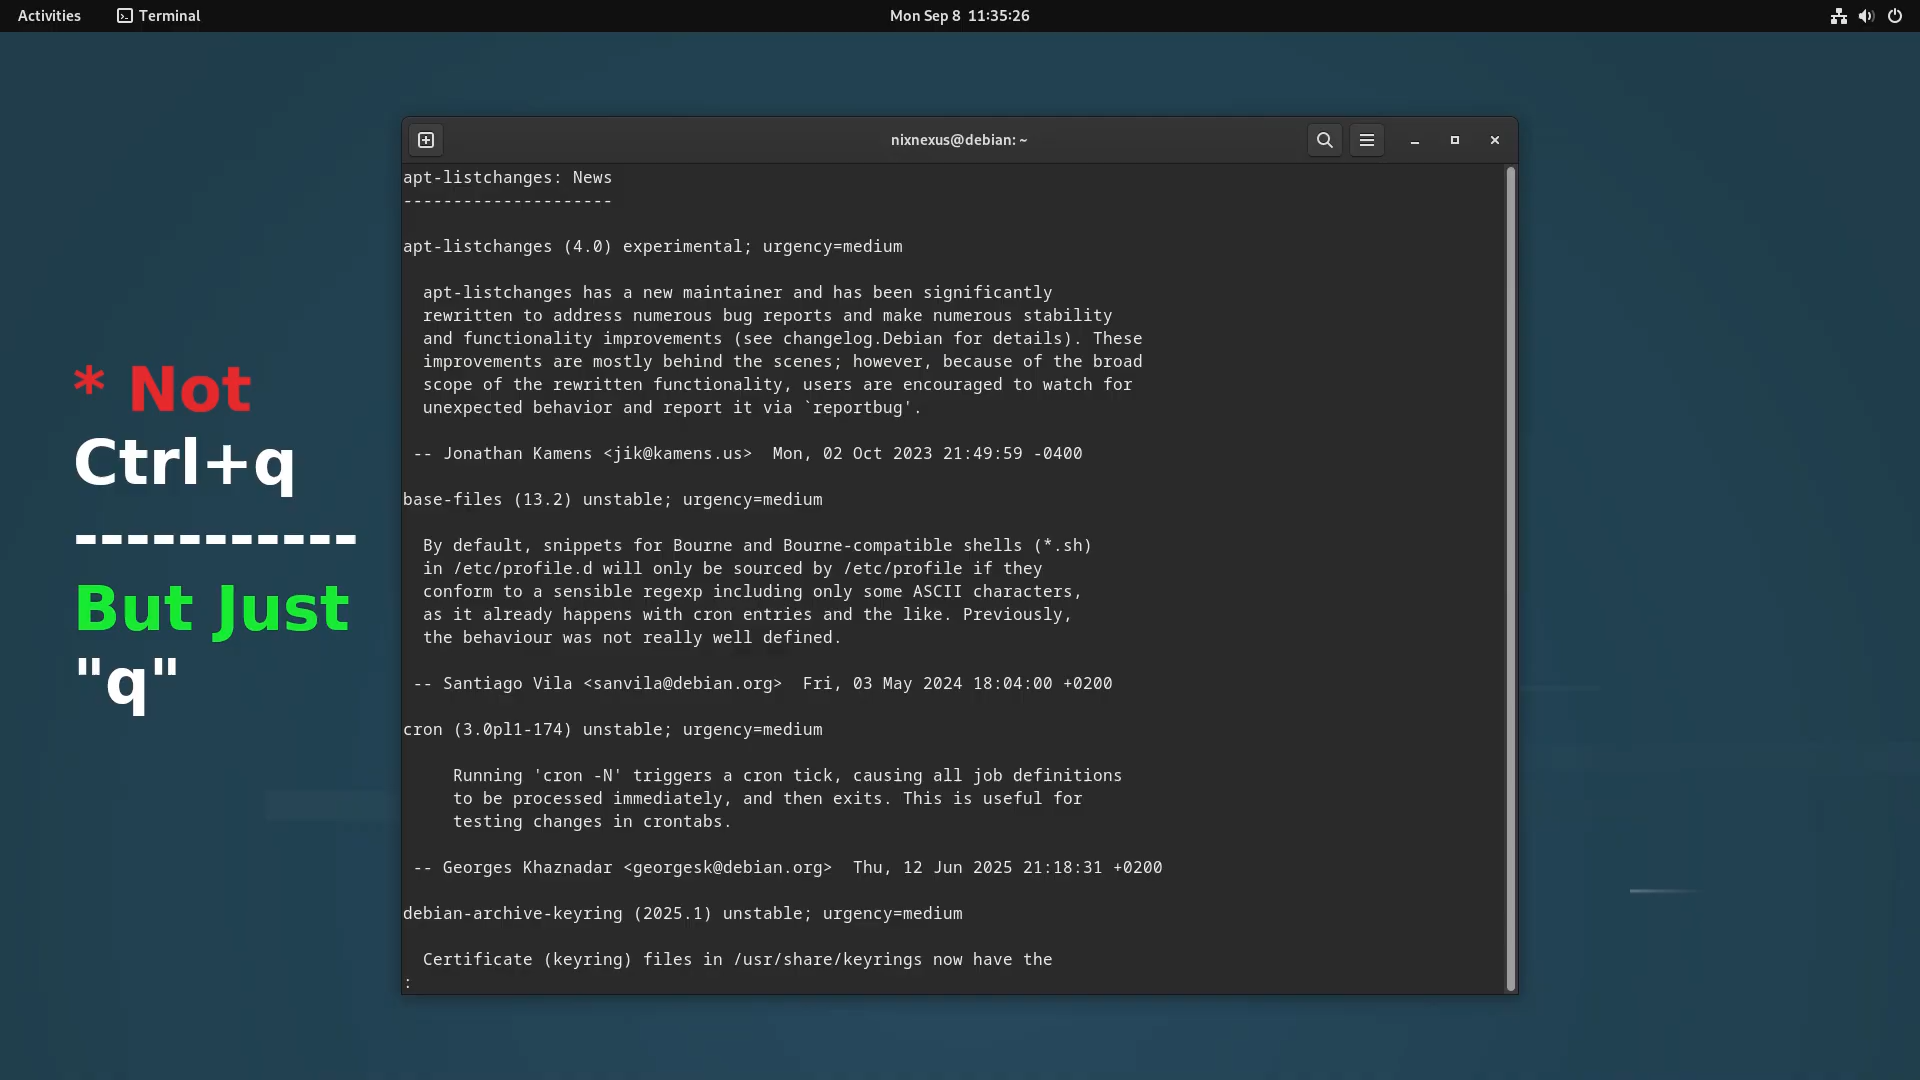 Activities Terminal Mon Sep 8 11:35:26
nixnexus@debian: ~
apt-listchanges: News
---------------------
apt-listchanges (4.0) experimental; urgency=medium
apt-listchanges has a new maintainer and has been significantly
rewritten to address numerous bug reports and make numerous stability
and functionality improvements (see changelog.Debian for details). These
improvements are mostly behind the scenes; however, because of the broad
scope of the rewritten functionality, users are encouraged to watch for
unexpected behavior and report it via `reportbug'.
-- Jonathan Kamens <jik@kamens.us>  Mon, 02 Oct 2023 21:49:59 -0400
base-files (13.2) unstable; urgency=medium
By default, snippets for Bourne and Bourne-compatible shells (*.sh)
in /etc/profile.d will only be sourced by /etc/profile if they
conform to a sensible regexp including only some ASCII characters,
as it already happens with cron entries and the like. Previously,
the behaviour was not really well defined.
-- Santiago Vila <sanvila@debian.org>  Fri, 03 May 2024 18:04:00 +0200
cron (3.0pl1-174) unstable; urgency=medium
Running 'cron -N' triggers a cron tick, causing all job definitions
to be processed immediately, and then exits. This is useful for
testing changes in crontabs.
-- Georges Khaznadar <georgesk@debian.org>  Thu, 12 Jun 2025 21:18:31 +0200
debian-archive-keyring (2025.1) unstable; urgency=medium
Certificate (keyring) files in /usr/share/keyrings now have the
:
* Not
Ctrl+q
-----------
But Just
"q"